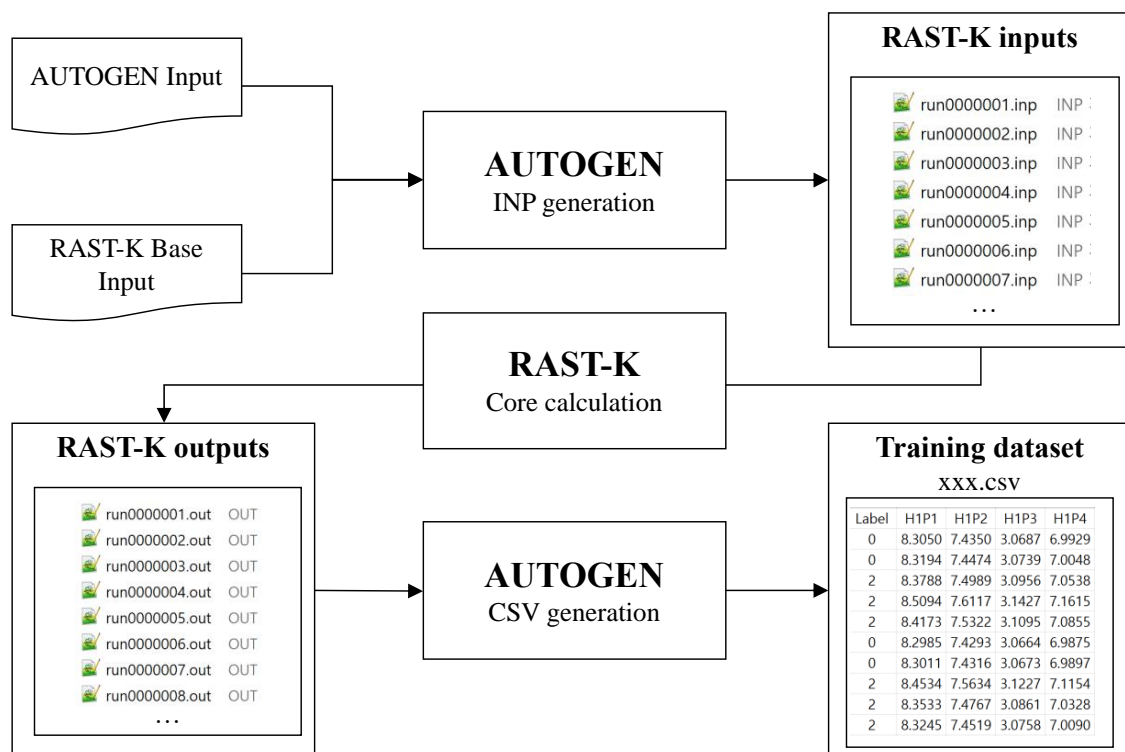 AUTOGEN Input
RAST-K Base
Input
AUTOGEN
INP generation
RAST-K inputs
run0000001.inp INP
run0000002.inp INP
run0000003.inp INP
run0000004.inp INP
run0000005.inp INP
run0000006.inp INP
run0000007.inp INP
...
RAST-K
Core calculation
RAST-K outputs
run0000001.out OUT
run0000002.out OUT
run0000003.out OUT
run0000004.out OUT
run0000005.out OUT
run0000006.out OUT
run0000007.out OUT
run0000008.out OUT
...
AUTOGEN
CSV generation
Training dataset
xxx.csv
Label H1P1 H1P2 H1P3 H1P4
0 8.3050 7.4350 3.0687 6.9929
0 8.3194 7.4474 3.0739 7.0048
2 8.3788 7.4989 3.0956 7.0538
2 8.5094 7.6117 3.1427 7.1615
2 8.4173 7.5322 3.1095 7.0855
0 8.2985 7.4293 3.0664 6.9875
0 8.3011 7.4316 3.0673 6.9897
2 8.4534 7.5634 3.1227 7.1154
2 8.3533 7.4767 3.0861 7.0328
2 8.3245 7.4519 3.0758 7.0090